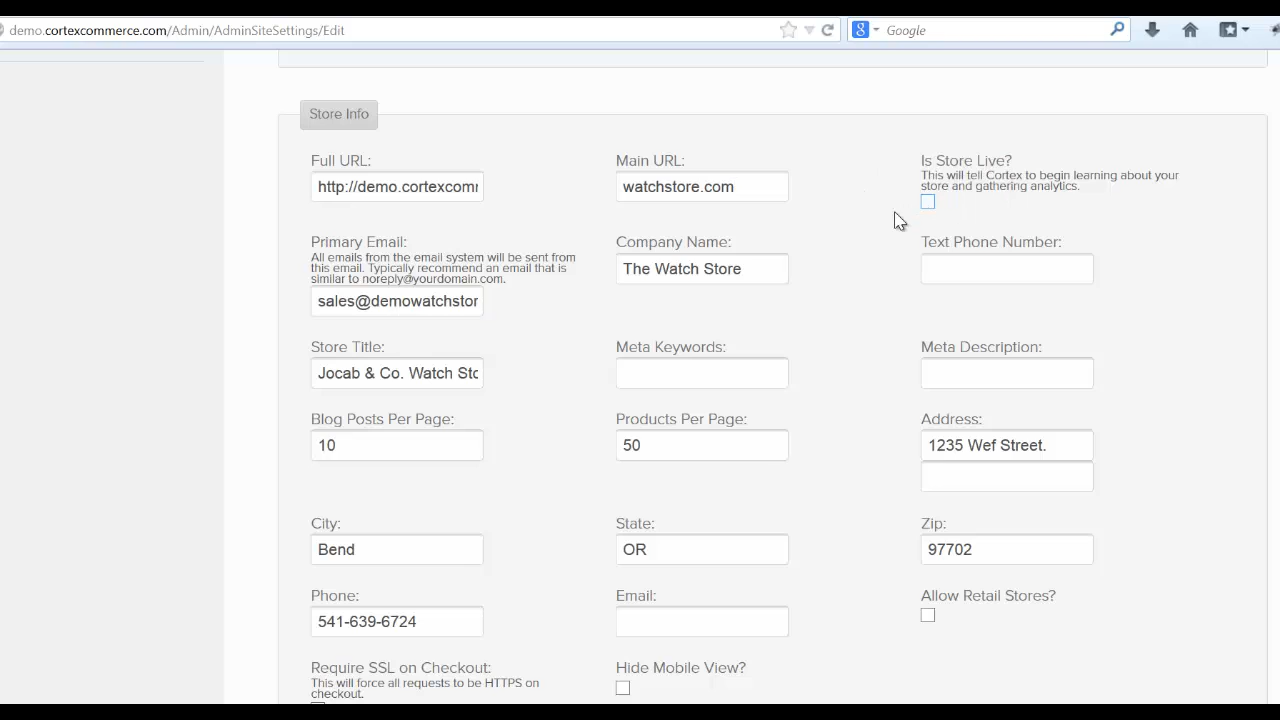 demo.cortexcommerce.com/Admin/AdminSiteSettings/Edit
Google
Store Info
Full URL:
http://demo.cortexcomm
Main URL:
watchstore.com
Is Store Live?
This will tell Cortex to begin learning about your
store and gathering analytics.
Primary Email:
All emails from the email system will be sent from
this email. Typically recommend an email that is
similar to noreply@yourdomain.com.
sales@demowatchstor
Company Name:
The Watch Store
Text Phone Number:
Store Title:
Jocab & Co. Watch Sto
Meta Keywords:
Meta Description:
Blog Posts Per Page:
10
Products Per Page:
50
Address:
1235 Wef Street.
City:
Bend
State:
OR
Zip:
97702
Phone:
541-639-6724
Email:
Allow Retail Stores?
Require SSL on Checkout:
This will force all requests to be HTTPS on
checkout.
Hide Mobile View?